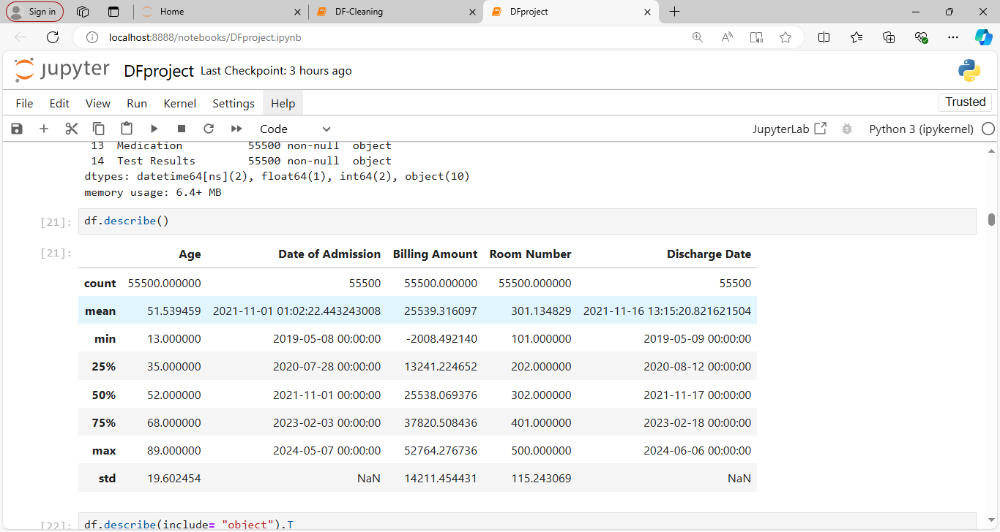 Sign in Home DF-Cleaning DFproject
localhost:8888/notebooks/DFproject.ipynb
jupyter DFproject Last Checkpoint: 3 hours ago
File Edit View Run Kernel Settings Help Trusted
Code JupyterLab Python 3 (ipykernel)
13 Medication 55500 non-null object
14 Test Results 55500 non-null object
dtypes: datetime64[ns](2), float64(1), int64(2), object(10)
memory usage: 6.4+ MB
[21]: df.describe()
[21]: Age Date of Admission Billing Amount Room Number Discharge Date
count 55500.000000 55500 55500.000000 55500.000000 55500
mean 51.539459 2021-11-01 01:02:22.443243008 25539.316097 301.134829 2021-11-16 13:15:20.821621504
min 13.000000 2019-05-08 00:00:00 -2008.492140 101.000000 2019-05-09 00:00:00
25% 35.000000 2020-07-28 00:00:00 13241.224652 202.000000 2020-08-12 00:00:00
50% 52.000000 2021-11-01 00:00:00 25538.069376 302.000000 2021-11-17 00:00:00
75% 68.000000 2023-02-03 00:00:00 37820.508436 401.000000 2023-02-18 00:00:00
max 89.000000 2024-05-07 00:00:00 52764.276736 500.000000 2024-06-06 00:00:00
std 19.602454 NaN 14211.454431 115.243069 NaN
[22]: df.describe(include= "object").T